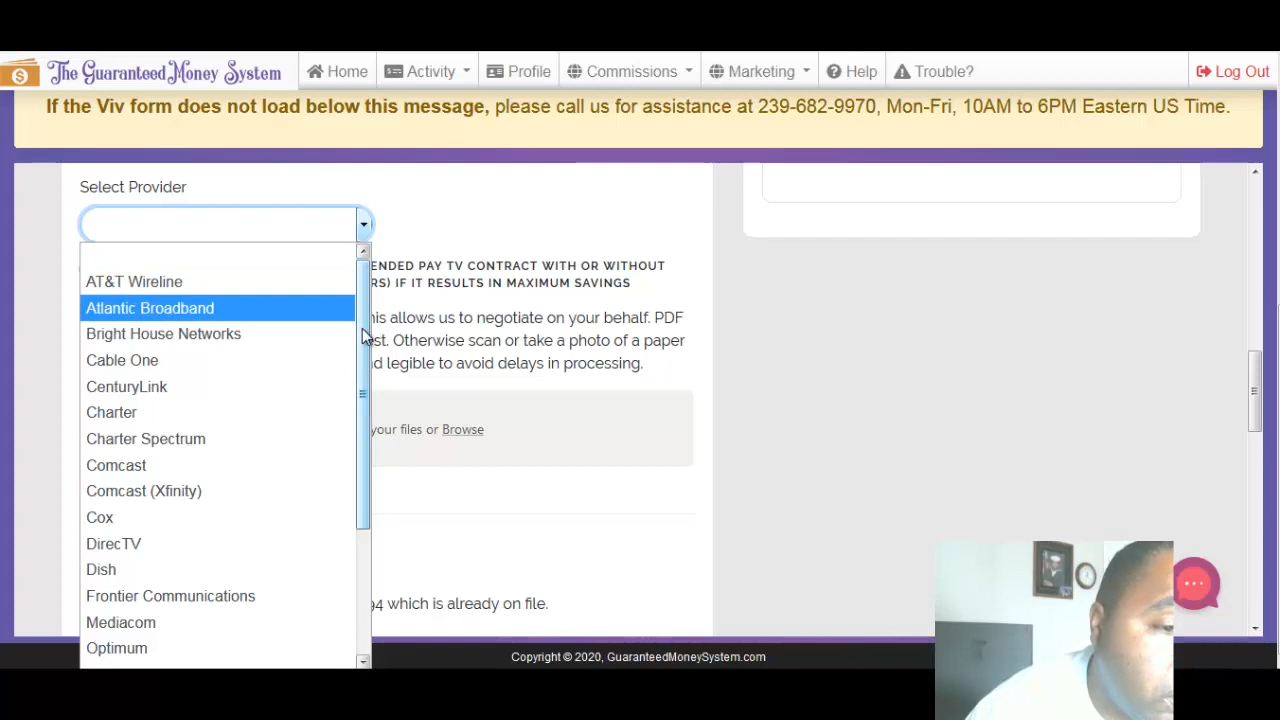 The Guaranteed Money System
Home
Activity
Profile
Commissions
Marketing
Help
Trouble?
Log Out
If the Viv form does not load below this message, please call us for assistance at 239-682-9970, Mon-Fri, 10AM to 6PM Eastern US Time.
Select Provider
ENDED PAY TV CONTRACT WITH OR WITHOUT
RS) IF IT RESULTS IN MAXIMUM SAVINGS
his allows us to negotiate on your behalf. PDF
st. Otherwise scan or take a photo of a paper
d legible to avoid delays in processing.
your files or Browse
94 which is already on file.
AT&T Wireline
Atlantic Broadband
Bright House Networks
Cable One
CenturyLink
Charter
Charter Spectrum
Comcast
Comcast (Xfinity)
Cox
DirecTV
Dish
Frontier Communications
Mediacom
Optimum
Copyright © 2020, GuaranteedMoneySystem.com